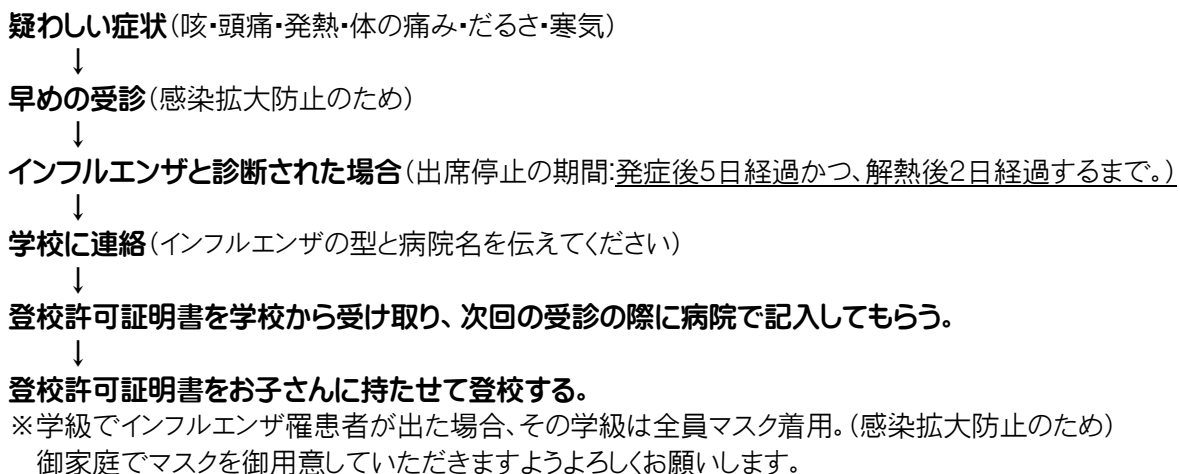 疑わしい症状(咳・頭痛・発熱・体の痛み・だるさ・寒気)
↓
早めの受診(感染拡大防止のため)
↓
インフルエンザと診断された場合(出席停止の期間:発症後5日経過かつ、解熱後2日経過するまで。)
↓
学校に連絡(インフルエンザの型と病院名を伝えてください)
↓
登校許可証明書を学校から受け取り、次回の受診の際に病院で記入してもらう。
↓
登校許可証明書をお子さんに持たせて登校する。
※学級でインフルエンザ罹患者が出た場合、その学級は全員マスク着用。(感染拡大防止のため)
御家庭でマスクを御用意していただきますようよろしくお願いします。